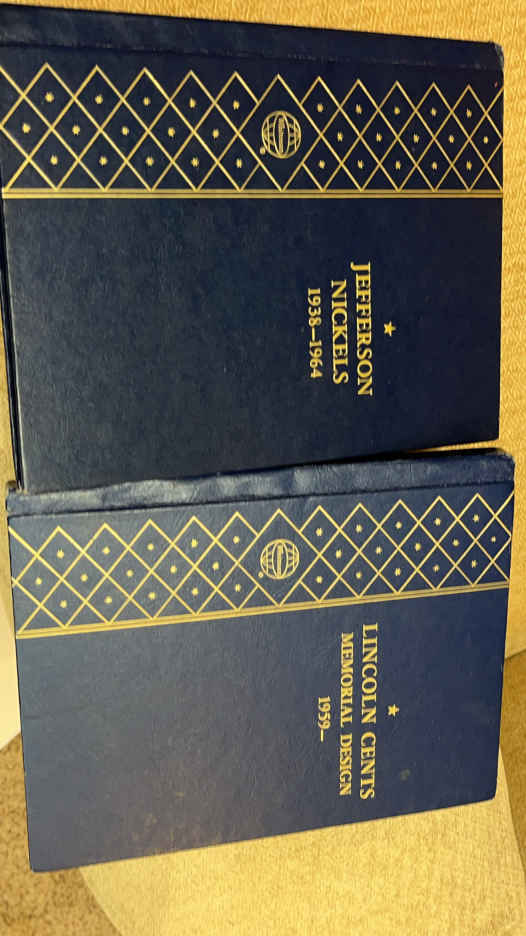 JEFFERSON
NICKELS
1938–1964
LINCOLN CENTS
MEMORIAL DESIGN
1959–